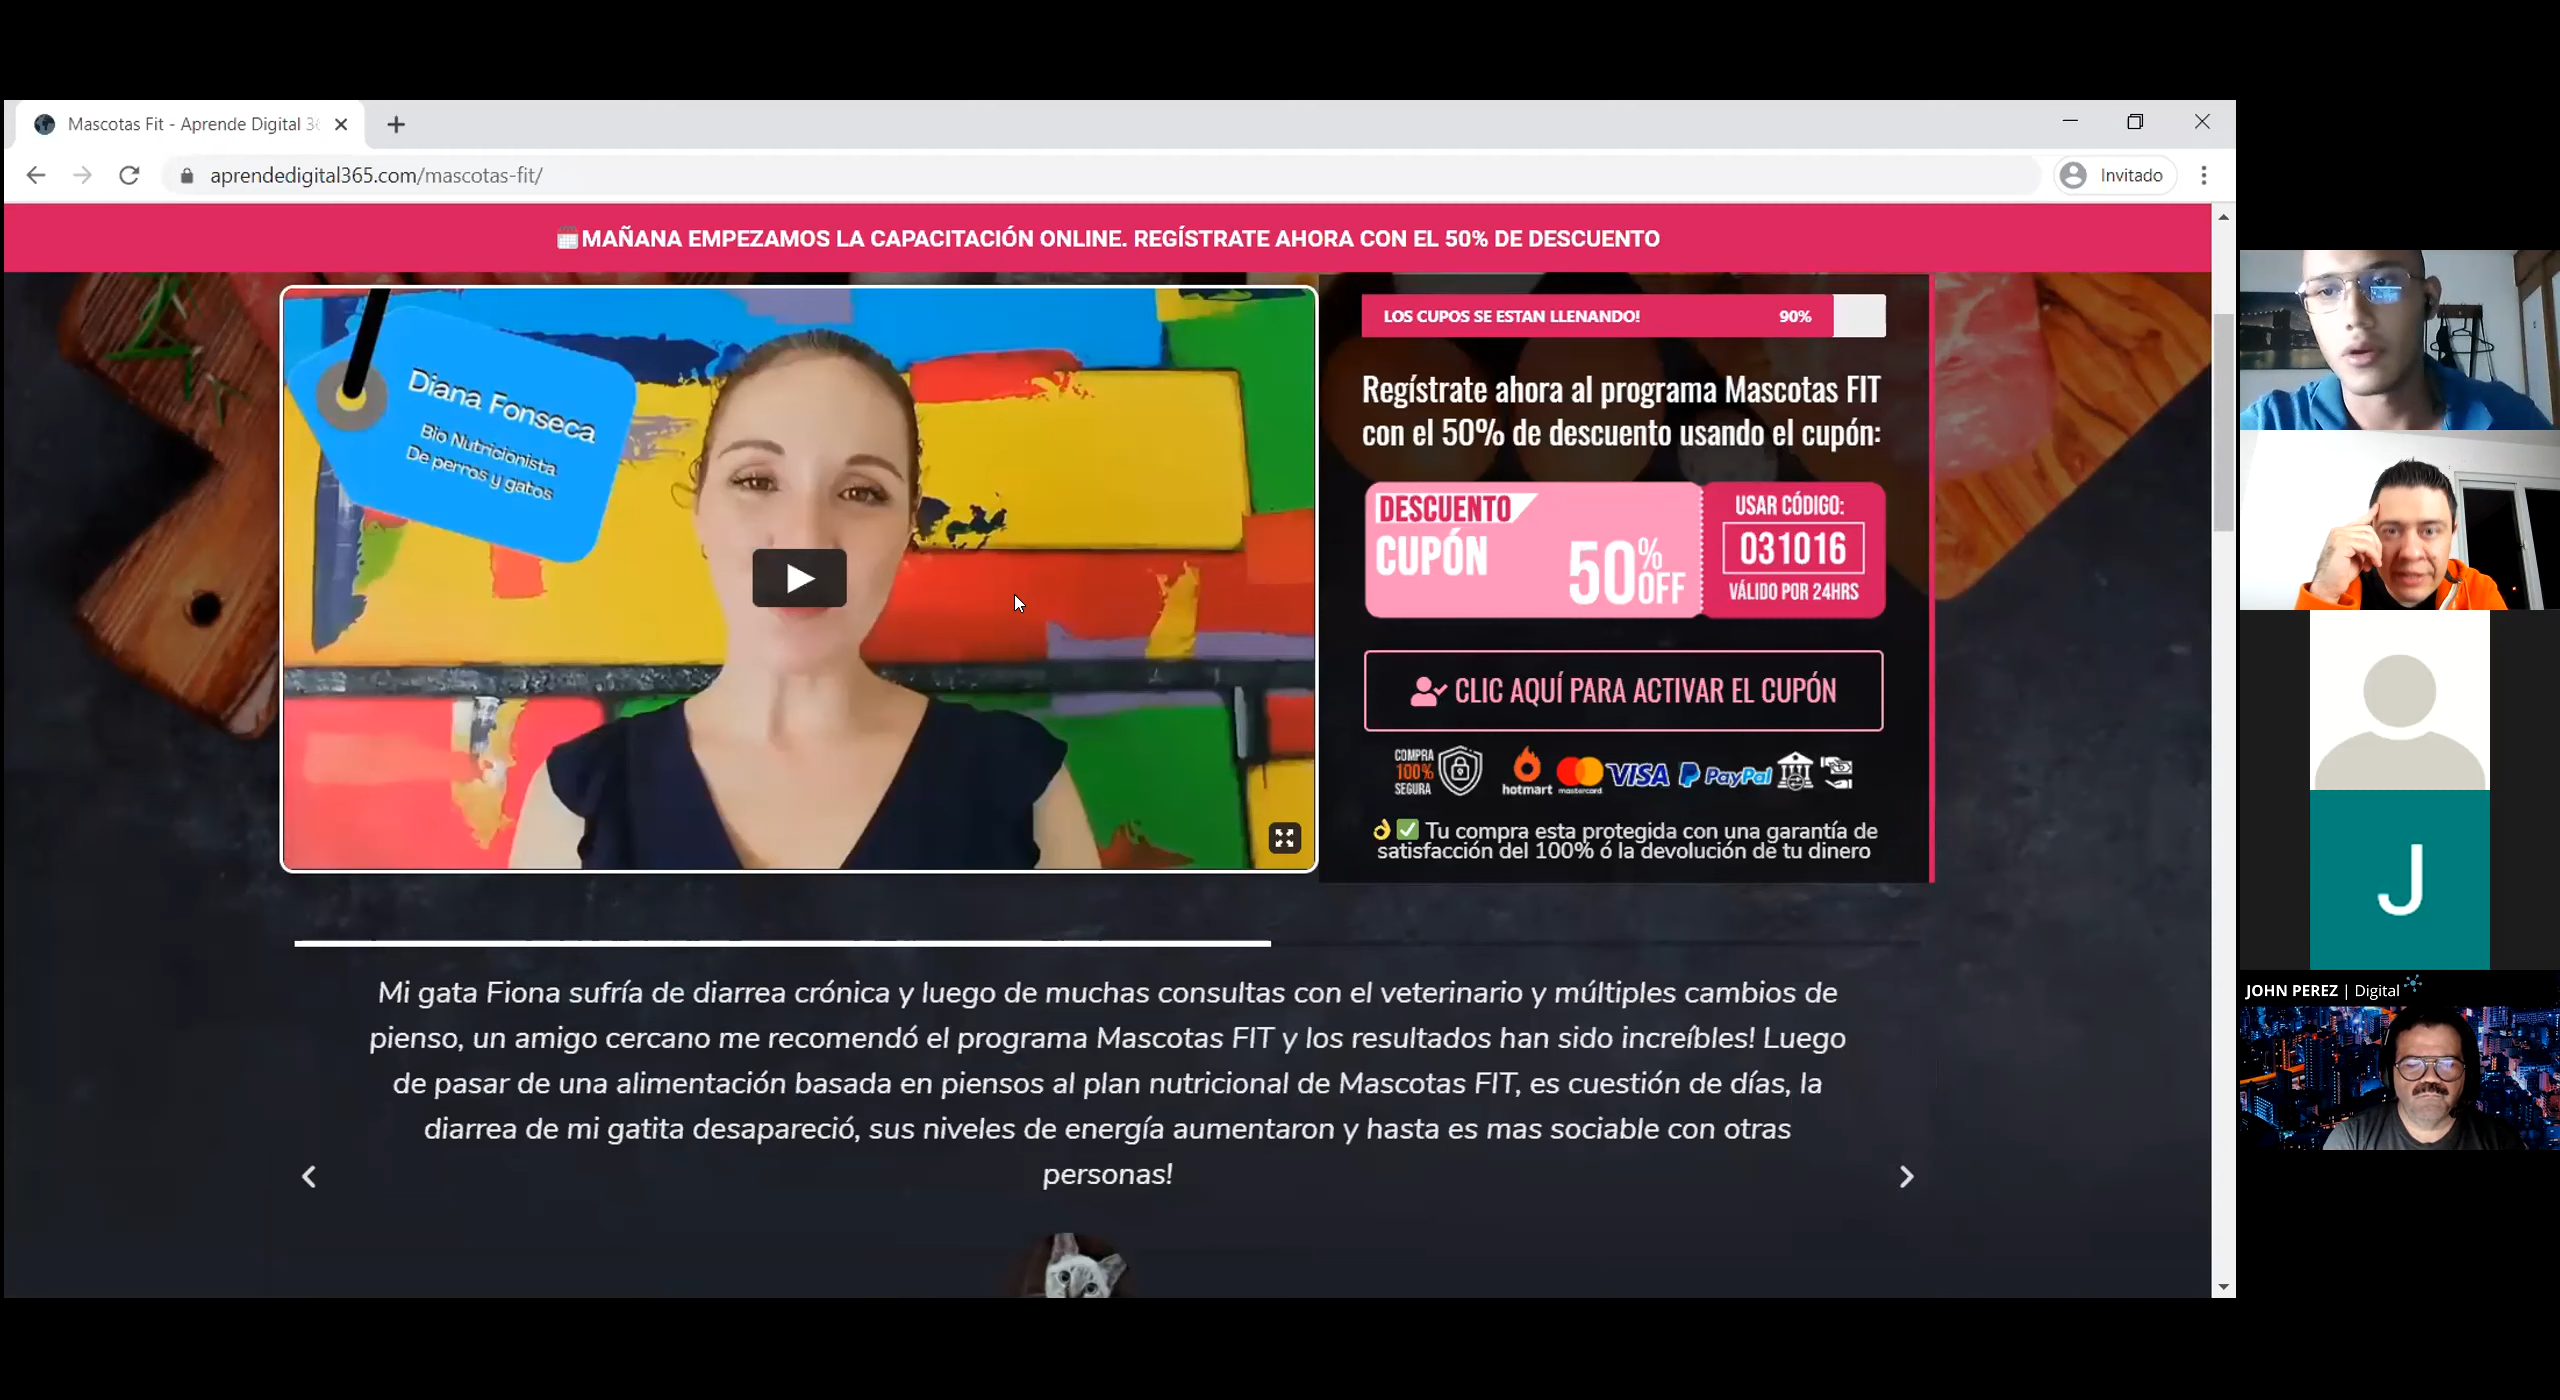 Mascotas Fit - Aprende Digital 36
aprendedigital365.com/mascotas-fit/
Invitado
MAÑANA EMPEZAMOS LA CAPACITACIÓN ONLINE. REGÍSTRATE AHORA CON EL 50% DE DESCUENTO
Diana Fonseca
Bio Nutricionista
De perros y gatos
LOS CUPOS SE ESTAN LLENANDO! 90%
Regístrate ahora al programa Mascotas FIT
con el 50% de descuento usando el cupón:
DESCUENTO
CUPÓN
50% OFF
USAR CÓDIGO:
031016
VÁLIDO POR 24HRS
CLIC AQUÍ PARA ACTIVAR EL CUPÓN
COMPRA
100%
SEGURA
hotmart
mastercard
VISA
PayPal
👌✅ Tu compra esta protegida con una garantía de
satisfacción del 100% ó la devolución de tu dinero
Mi gata Fiona sufría de diarrea crónica y luego de muchas consultas con el veterinario y múltiples cambios de
pienso, un amigo cercano me recomendó el programa Mascotas FIT y los resultados han sido increíbles! Luego
de pasar de una alimentación basada en piensos al plan nutricional de Mascotas FIT, es cuestión de días, la
diarrea de mi gatita desapareció, sus niveles de energía aumentaron y hasta es mas sociable con otras
personas!
J
JOHN PEREZ | Digital